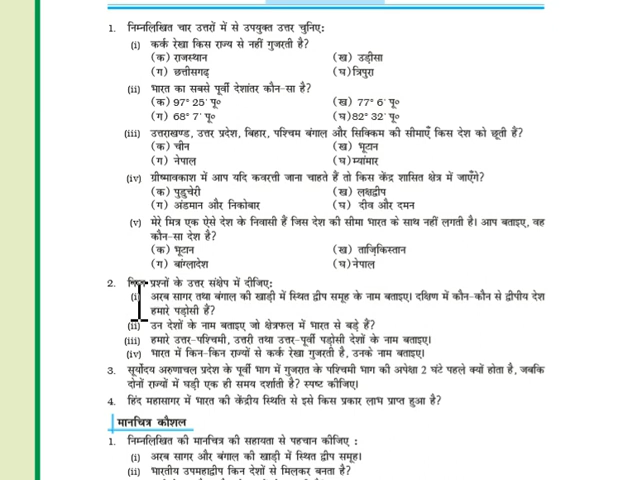 1. निम्नलिखित चार उत्तरों में से उपयुक्त उत्तर चुनिए:
(i) कर्क रेखा किस राज्य से नहीं गुजरती है?
(क) राजस्थान (ख) उड़ीसा
(ग) छत्तीसगढ़ (घ) त्रिपुरा
(ii) भारत का सबसे पूर्वी देशांतर कौन-सा है?
(क) 97° 25′ पू० (ख) 77° 6′ पू०
(ग) 68° 7′ पू० (घ) 82° 32′ पू०
(iii) उत्तराखण्ड, उत्तर प्रदेश, बिहार, पश्चिम बंगाल और सिक्किम की सीमाएँ किस देश को छूती हैं?
(क) चीन (ख) भूटान
(ग) नेपाल (घ) म्यांमार
(iv) ग्रीष्मावकाश में आप यदि कवरत्ती जाना चाहते हैं तो किस केंद्र शासित क्षेत्र में जाएँगे?
(क) पुडुचेरी (ख) लक्षद्वीप
(ग) अंडमान और निकोबार (घ) दीव और दमन
(v) मेरे मित्र एक ऐसे देश के निवासी हैं जिस देश की सीमा भारत के साथ नहीं लगती है। आप बताइए, वह
कौन-सा देश है?
(क) भूटान (ख) ताज़िकिस्तान
(ग) बांग्लादेश (घ) नेपाल
2. निम्न प्रश्नों के उत्तर संक्षेप में दीजिए:
(i) अरब सागर तथा बंगाल की खाड़ी में स्थित द्वीप समूह के नाम बताइए। दक्षिण में कौन-कौन से द्वीपीय देश
हमारे पड़ोसी हैं?
(ii) उन देशों के नाम बताइए जो क्षेत्रफल में भारत से बड़े हैं?
(iii) हमारे उत्तर-पश्चिमी, उत्तरी तथा उत्तर-पूर्वी पड़ोसी देशों के नाम बताइए।
(iv) भारत में किन-किन राज्यों से कर्क रेखा गुजरती है, उनके नाम बताइए।
3. सूर्योदय अरुणाचल प्रदेश के पूर्वी भाग में गुजरात के पश्चिमी भाग की अपेक्षा 2 घंटे पहले क्यों होता है, जबकि
दोनों राज्यों में घड़ी एक ही समय दर्शाती है? स्पष्ट कीजिए।
4. हिंद महासागर में भारत की केंद्रीय स्थिति से इसे किस प्रकार लाभ प्राप्त हुआ है?
मानचित्र कौशल
1. निम्नलिखित की मानचित्र की सहायता से पहचान कीजिए :
(i) अरब सागर और बंगाल की खाड़ी में स्थित द्वीप समूह।
(ii) भारतीय उपमहाद्वीप किन देशों से मिलकर बनता है?